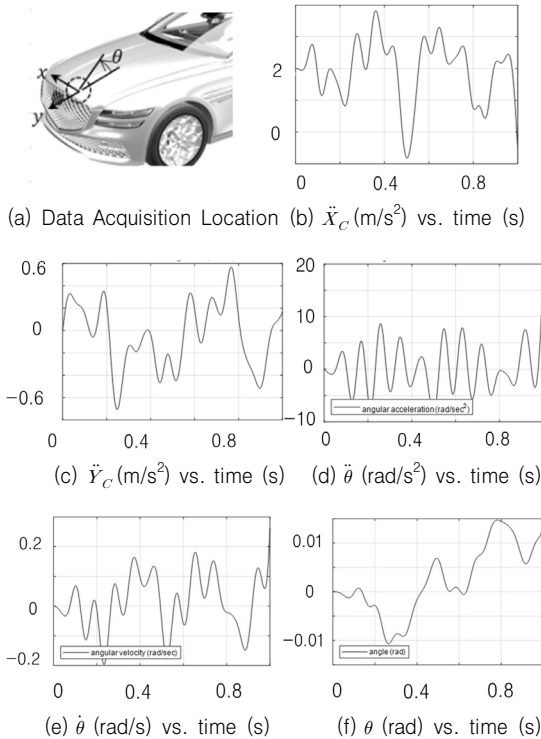 x
θ
y
2
0
0 0.4 0.8
(a) Data Acquisition Location (b) Ẍ_C (m/s²) vs. time (s)
0.6
0
−0.6
0.4 0.8
(c) Ÿ_C (m/s²) vs. time (s)
20
10
0
−10
angular acceleration (rad/sec²)
0.4 0.8
(d) θ̈ (rad/s²) vs. time (s)
0.2
0
−0.2
angular velocity (rad/sec)
0 0.4 0.8
(e) θ̇ (rad/s) vs. time (s)
0.01
0
−0.01
angle (rad)
0 0.4 0.8
(f) θ (rad) vs. time (s)